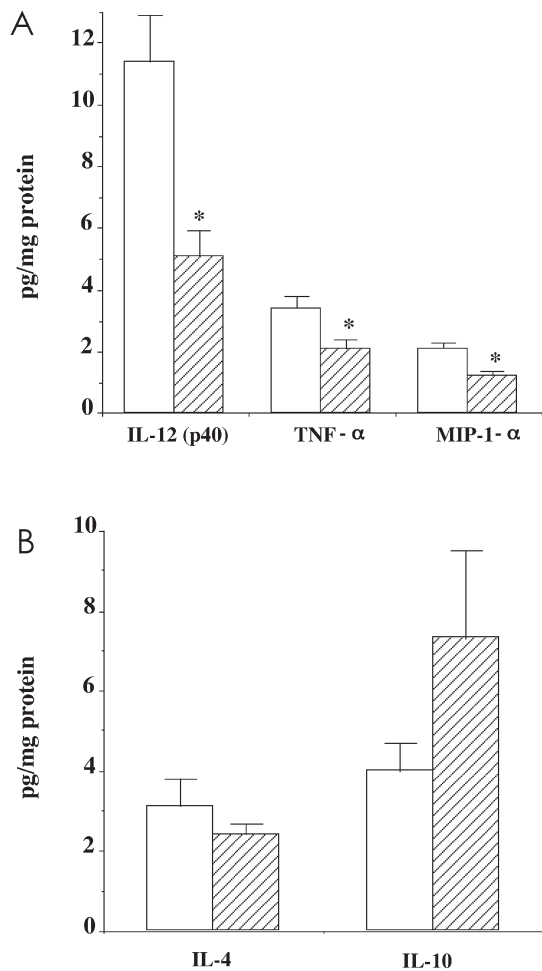 A
pg/mg protein
12
10
8
6
4
2
0
*
*
*
IL-12 (p40) TNF - α MIP-1- α
B
pg/mg protein
10
8
6
4
2
0
IL-4 IL-10